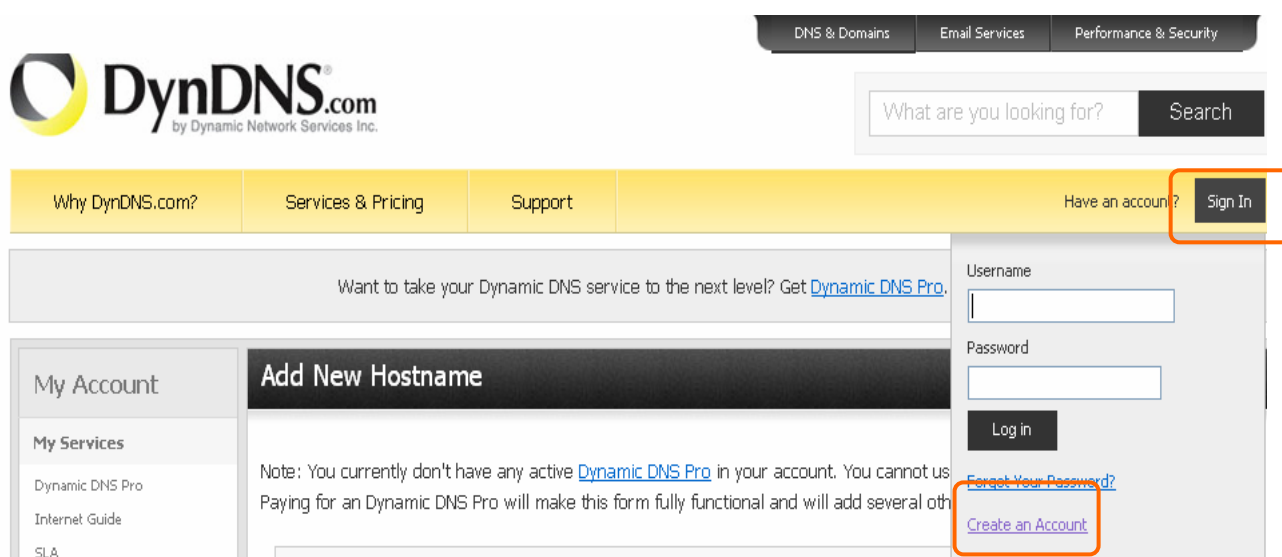 DNS & Domains Email Services Performance & Security
DynDNS.com
by Dynamic Network Services Inc.
What are you looking for? Search
Why DynDNS.com? Services & Pricing Support Have an account? Sign In
Want to take your Dynamic DNS service to the next level? Get Dynamic DNS Pro.
Username
Password
Log in
Forgot Your Password?
Create an Account
My Account
My Services
Dynamic DNS Pro
Internet Guide
SLA
Add New Hostname
Note: You currently don't have any active Dynamic DNS Pro in your account. You cannot us
Paying for an Dynamic DNS Pro will make this form fully functional and will add several oth